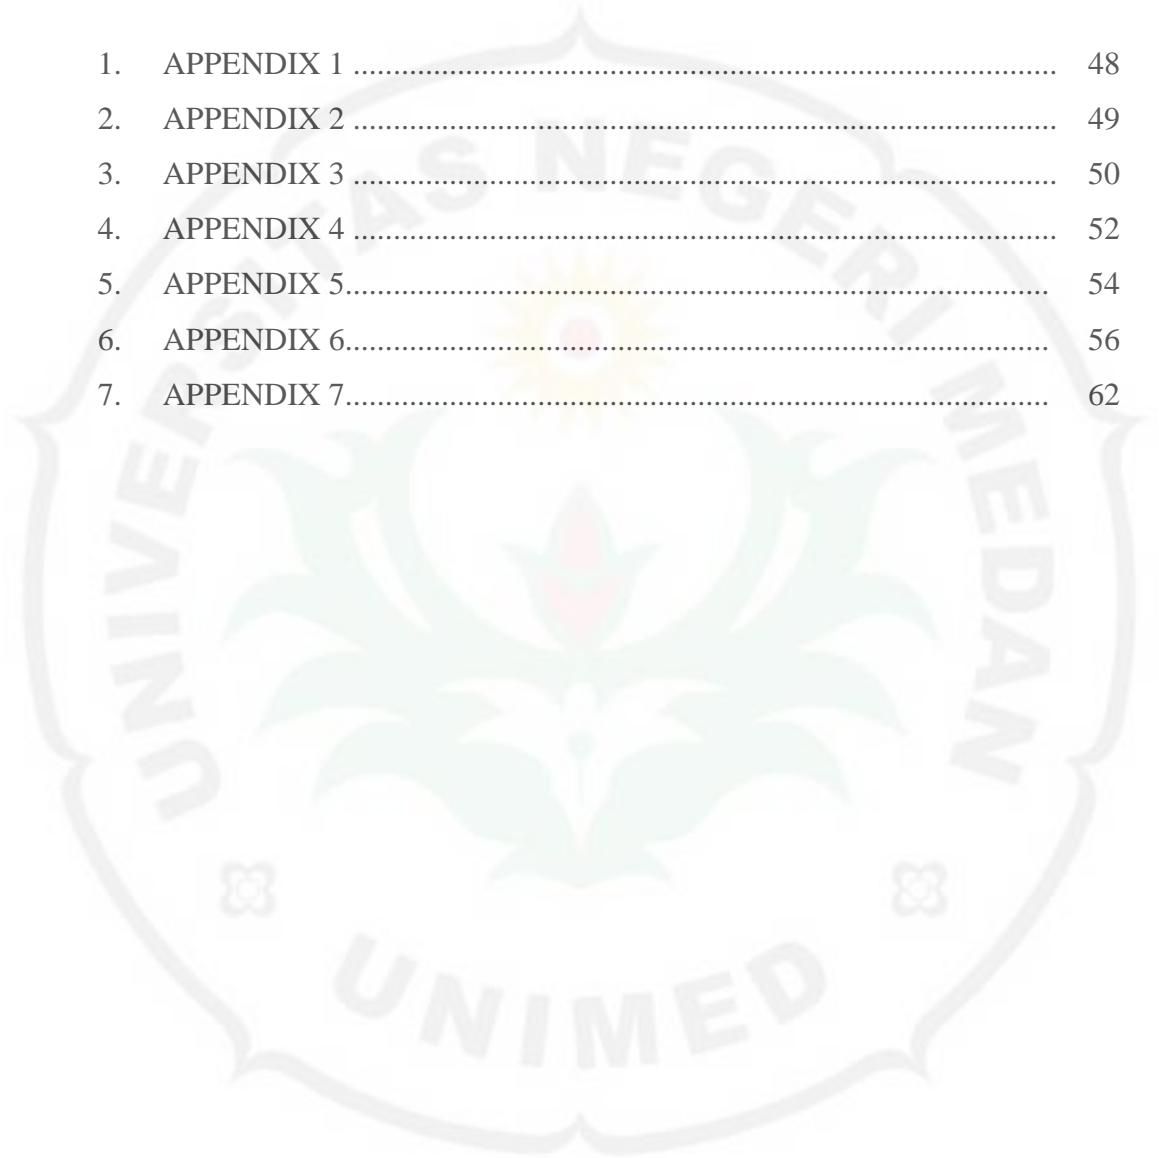 1. APPENDIX 1 ........................................................................ 48
2. APPENDIX 2 ........................................................................ 49
3. APPENDIX 3 ........................................................................ 50
4. APPENDIX 4 ........................................................................ 52
5. APPENDIX 5........................................................................ 54
6. APPENDIX 6........................................................................ 56
7. APPENDIX 7........................................................................ 62
UNIVERSITAS NEGERI MEDAN
UNIMED